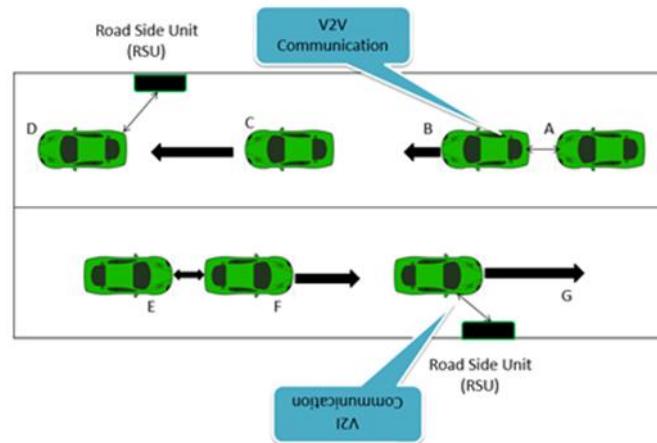 Road Side Unit
(RSU)
V2V
Communication
D
C
B
A
E
F
G
Road Side Unit
(RSU)
V2I
Communication